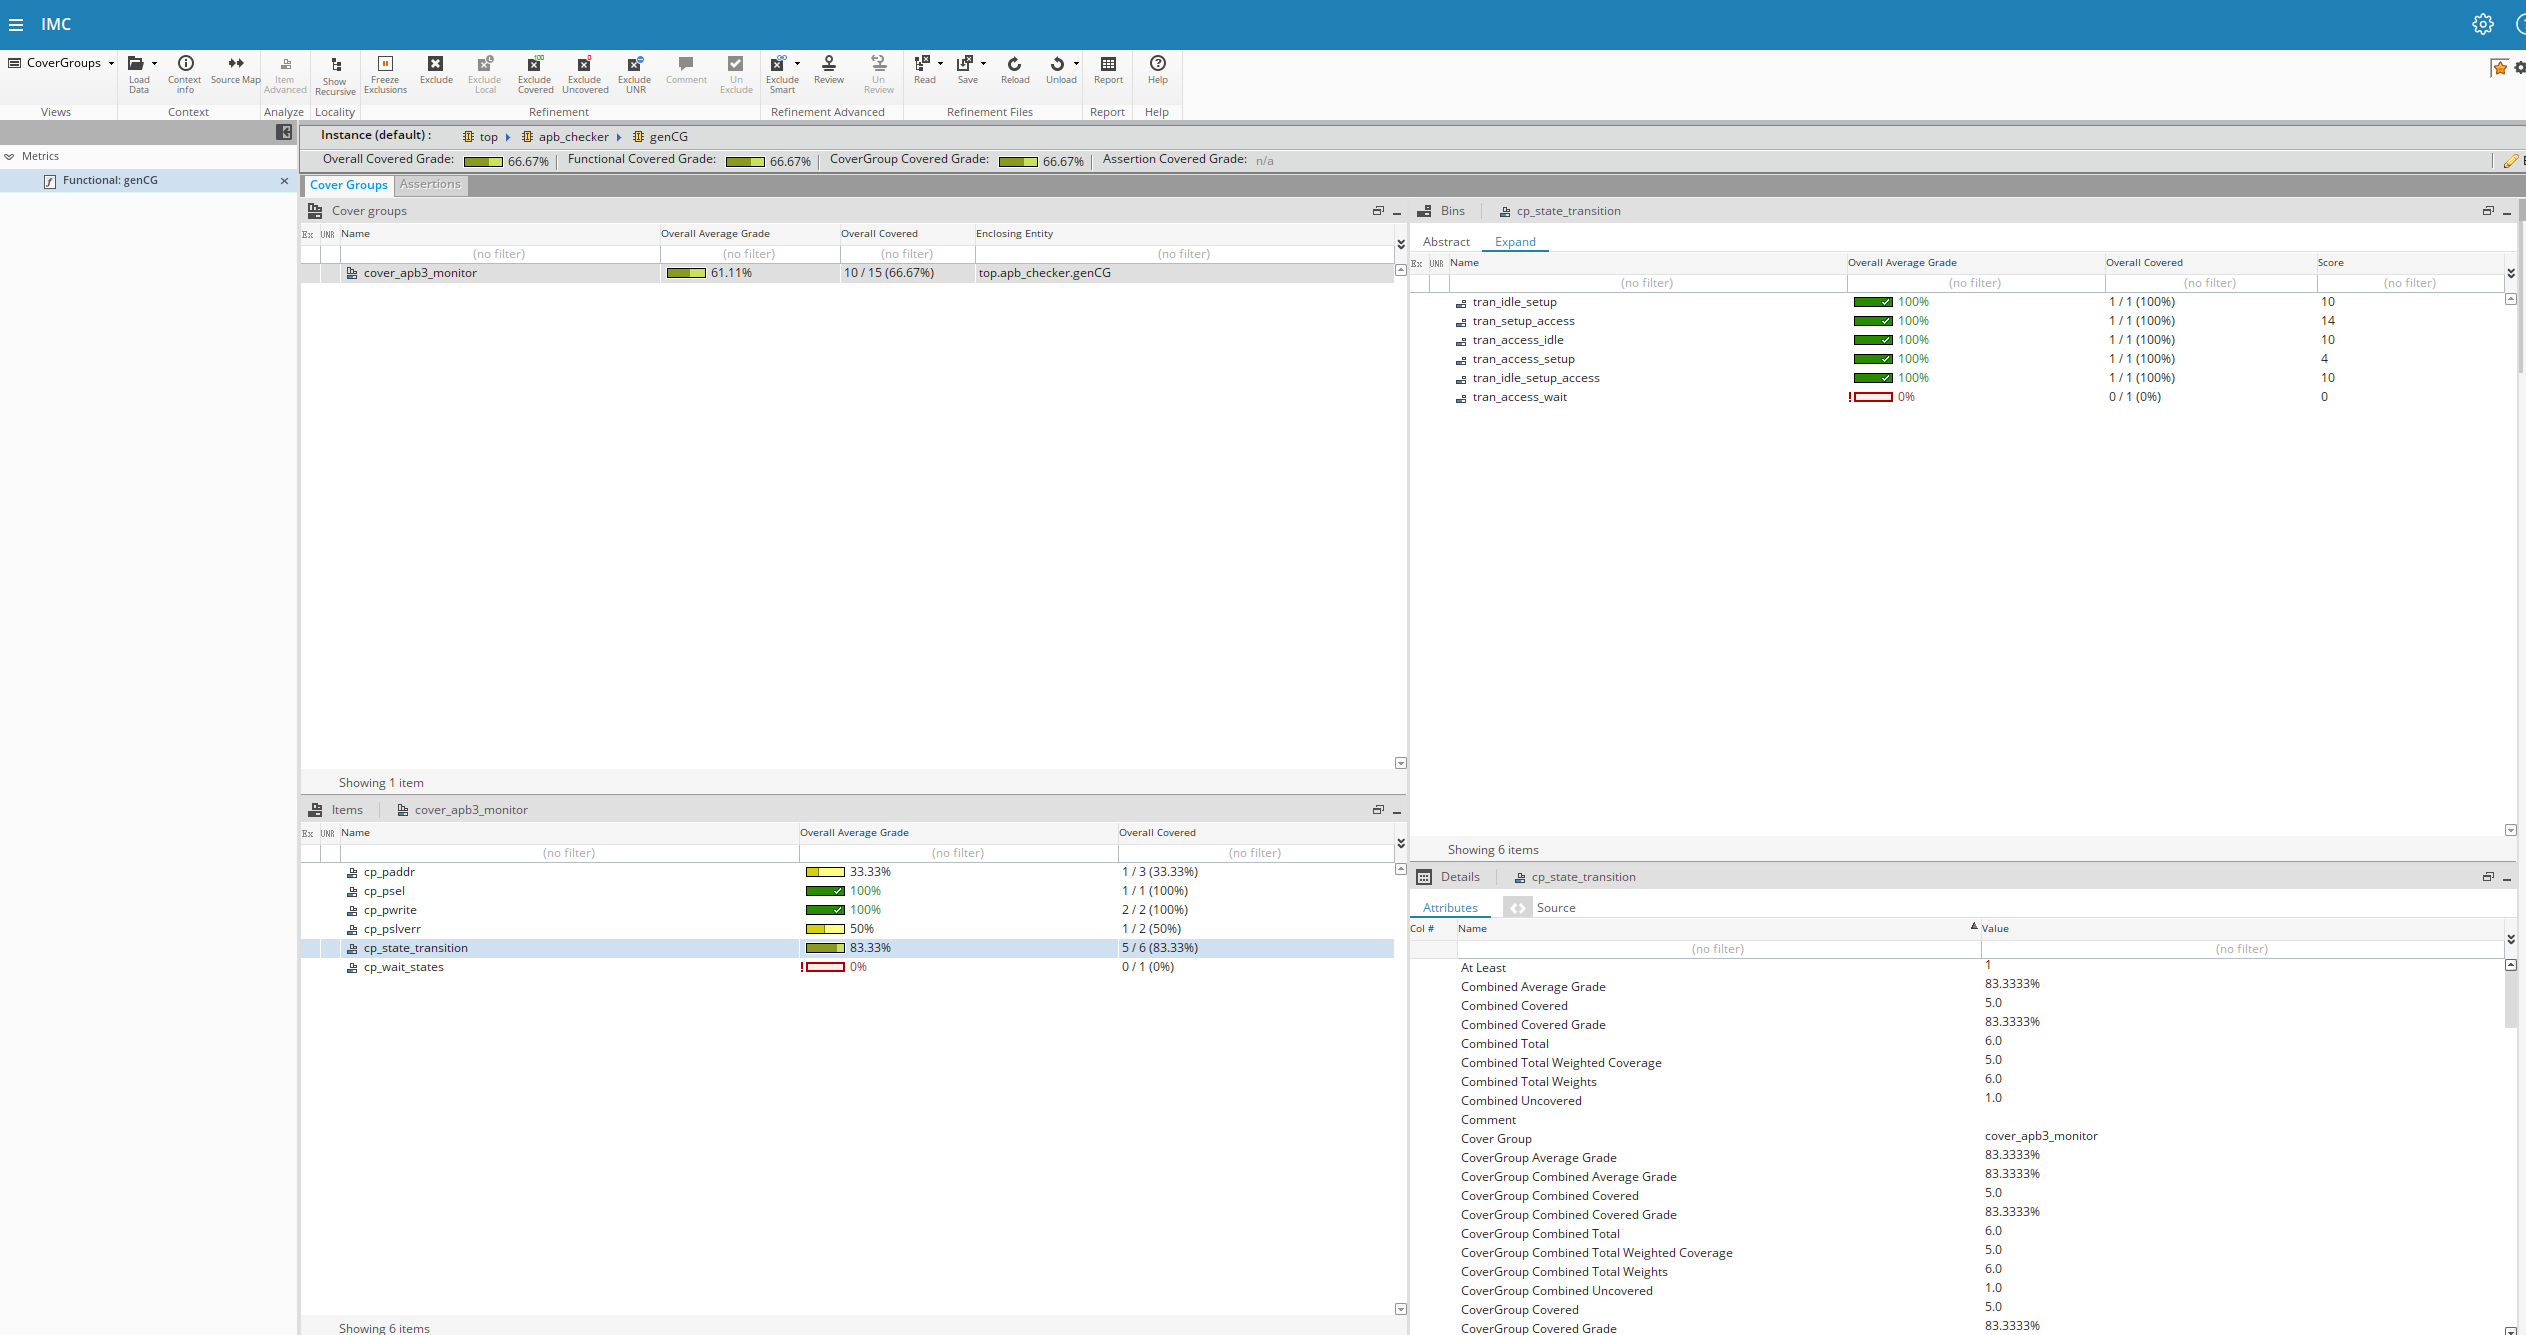 IMC
CoverGroups
Load Data
Context info
Source Map
Item Advanced
Show Recursive
Freeze Exclusions
Exclude
Exclude Local
Exclude Covered
Exclude Uncovered
Exclude UNR
Comment
Un Exclude
Exclude Smart
Review
Un Review
Read
Save
Reload
Unload
Report
Help
Views Context Analyze Locality Refinement Refinement Advanced Refinement Files Report Help
Metrics
Functional: genCG
Instance (default) : top apb_checker genCG
Overall Covered Grade: 66.67% Functional Covered Grade: 66.67% CoverGroup Covered Grade: 66.67% Assertion Covered Grade: n/a
Cover Groups Assertions
Cover groups
Ex UNR Name Overall Average Grade Overall Covered Enclosing Entity
(no filter) (no filter) (no filter) (no filter)
cover_apb3_monitor 61.11% 10 / 15 (66.67%) top.apb_checker.genCG
Showing 1 item
Items cover_apb3_monitor
Ex UNR Name Overall Average Grade Overall Covered
(no filter) (no filter) (no filter)
cp_paddr 33.33% 1 / 3 (33.33%)
cp_psel 100% 1 / 1 (100%)
cp_pwrite 100% 2 / 2 (100%)
cp_pslverr 50% 1 / 2 (50%)
cp_state_transition 83.33% 5 / 6 (83.33%)
cp_wait_states 0% 0 / 1 (0%)
Showing 6 items
Bins cp_state_transition
Abstract Expand
Ex UNR Name Overall Average Grade Overall Covered Score
(no filter) (no filter) (no filter) (no filter)
tran_idle_setup 100% 1 / 1 (100%) 10
tran_setup_access 100% 1 / 1 (100%) 14
tran_access_idle 100% 1 / 1 (100%) 10
tran_access_setup 100% 1 / 1 (100%) 4
tran_idle_setup_access 100% 1 / 1 (100%) 10
tran_access_wait 0% 0 / 1 (0%) 0
Showing 6 items
Details cp_state_transition
Attributes Source
Col # Name Value
(no filter) (no filter)
At Least 1
Combined Average Grade 83.3333%
Combined Covered 5.0
Combined Covered Grade 83.3333%
Combined Total 6.0
Combined Total Weighted Coverage 5.0
Combined Total Weights 6.0
Combined Uncovered 1.0
Comment
Cover Group cover_apb3_monitor
CoverGroup Average Grade 83.3333%
CoverGroup Combined Average Grade 83.3333%
CoverGroup Combined Covered 5.0
CoverGroup Combined Covered Grade 83.3333%
CoverGroup Combined Total 6.0
CoverGroup Combined Total Weighted Coverage 5.0
CoverGroup Combined Total Weights 6.0
CoverGroup Combined Uncovered 1.0
CoverGroup Covered 5.0
CoverGroup Covered Grade 83.3333%